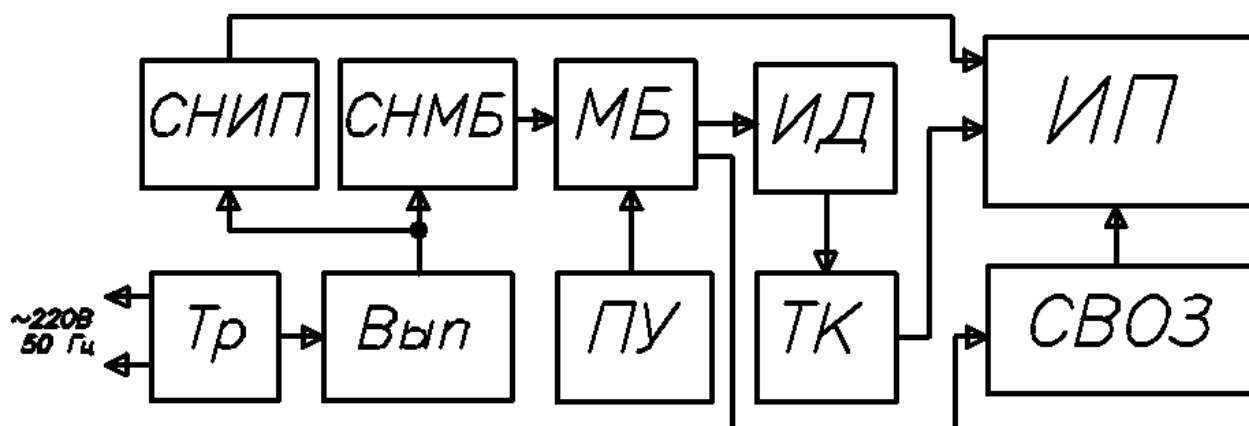 СНИП
СНМБ
МБ
ИД
ИП
~220В
50 Гц
Тр
Вып
ПУ
ТК
СВОЗ